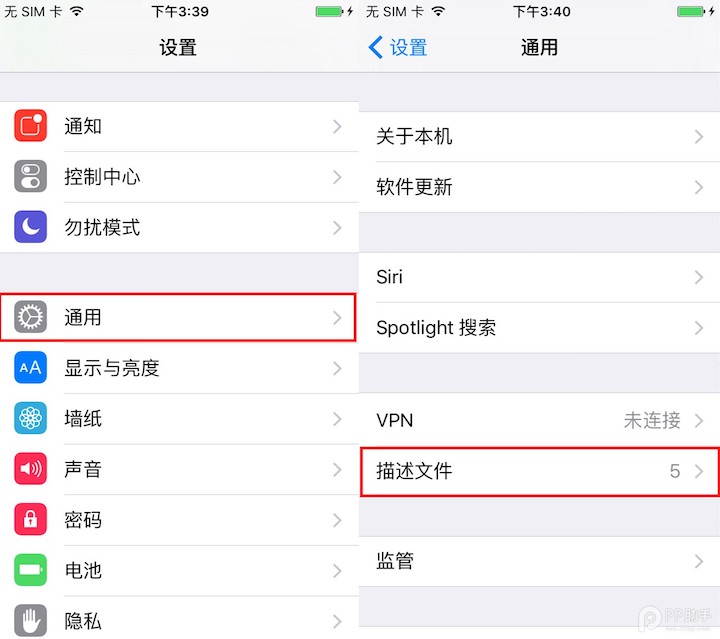 无 SIM 卡
下午3:39
设置
通知
控制中心
勿扰模式
通用
AA
显示与亮度
墙纸
声音
密码
电池
隐私
无 SIM 卡
下午3:40
设置
通用
关于本机
软件更新
Siri
Spotlight 搜索
VPN 未连接
描述文件 5
监管
PP助手